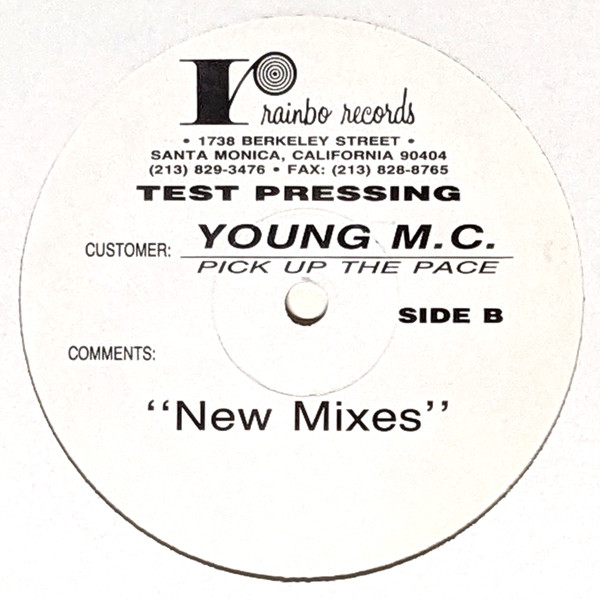 r rainbo records
• 1738 BERKELEY STREET •
SANTA MONICA, CALIFORNIA 90404
(213) 829-3476 • FAX: (213) 828-8765
TEST PRESSING
CUSTOMER: YOUNG M.C.
PICK UP THE PACE
SIDE B
COMMENTS:
‘‘New Mixes’’